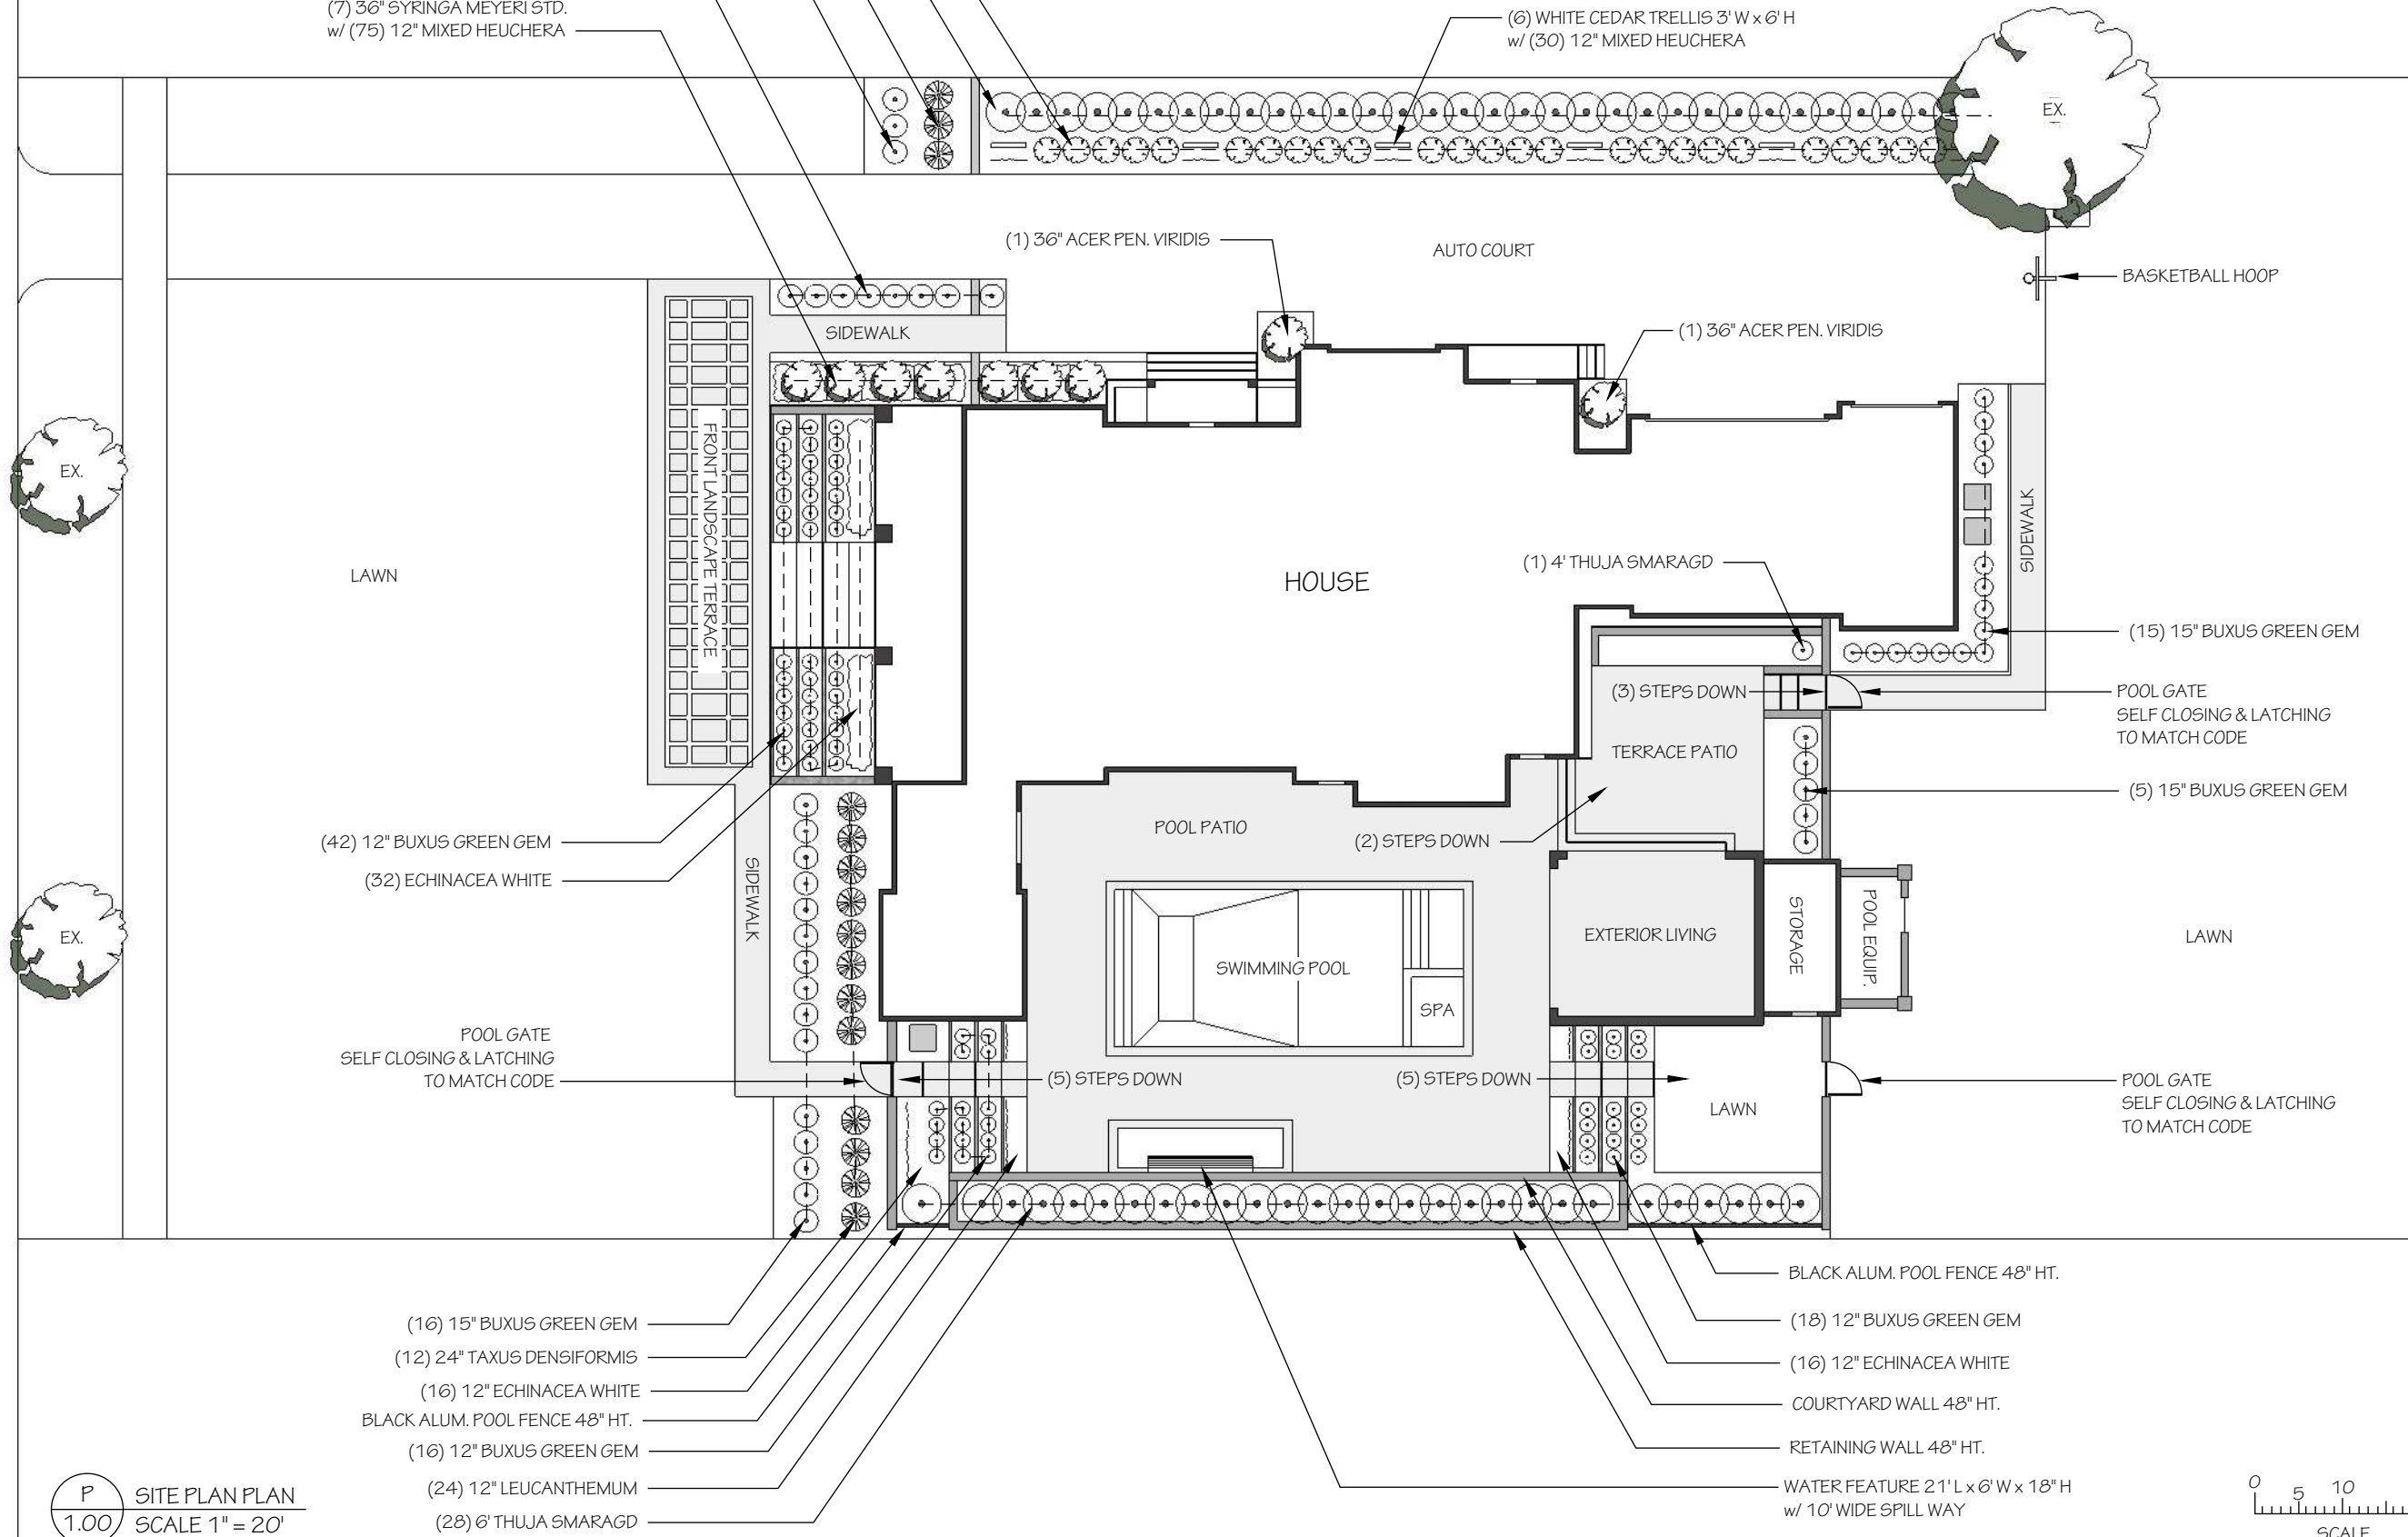 (7) 36" SYRINGA MEYERI STD.
w/ (75) 12" MIXED HEUCHERA
(6) WHITE CEDAR TRELLIS 3' W x 6' H
w/ (30) 12" MIXED HEUCHERA
EX.
(1) 36" ACER PEN. VIRIDIS
AUTO COURT
BASKETBALL HOOP
SIDEWALK
(1) 36" ACER PEN. VIRIDIS
EX.
FRONT LANDSCAPE TERRACE
LAWN
HOUSE
(1) 4' THUJA SMARAGD
SIDEWALK
(15) 15" BUXUS GREEN GEM
(3) STEPS DOWN
POOL GATE
SELF CLOSING & LATCHING
TO MATCH CODE
TERRACE PATIO
(5) 15" BUXUS GREEN GEM
POOL PATIO
(2) STEPS DOWN
(42) 12" BUXUS GREEN GEM
(32) ECHINACEA WHITE
SIDEWALK
EX.
SWIMMING POOL
SPA
EXTERIOR LIVING
STORAGE
POOL EQUIP.
LAWN
POOL GATE
SELF CLOSING & LATCHING
TO MATCH CODE
(5) STEPS DOWN
(5) STEPS DOWN
LAWN
POOL GATE
SELF CLOSING & LATCHING
TO MATCH CODE
BLACK ALUM. POOL FENCE 48" HT.
(18) 12" BUXUS GREEN GEM
(16) 12" ECHINACEA WHITE
COURTYARD WALL 48" HT.
RETAINING WALL 48" HT.
WATER FEATURE 21' L x 6' W x 18" H
w/ 10' WIDE SPILL WAY
(16) 15" BUXUS GREEN GEM
(12) 24" TAXUS DENSIFORMIS
(16) 12" ECHINACEA WHITE
BLACK ALUM. POOL FENCE 48" HT.
(16) 12" BUXUS GREEN GEM
(24) 12" LEUCANTHEMUM
(28) 6' THUJA SMARAGD
P
1.00
SITE PLAN PLAN
SCALE 1" = 20'
0 5 10
SCALE